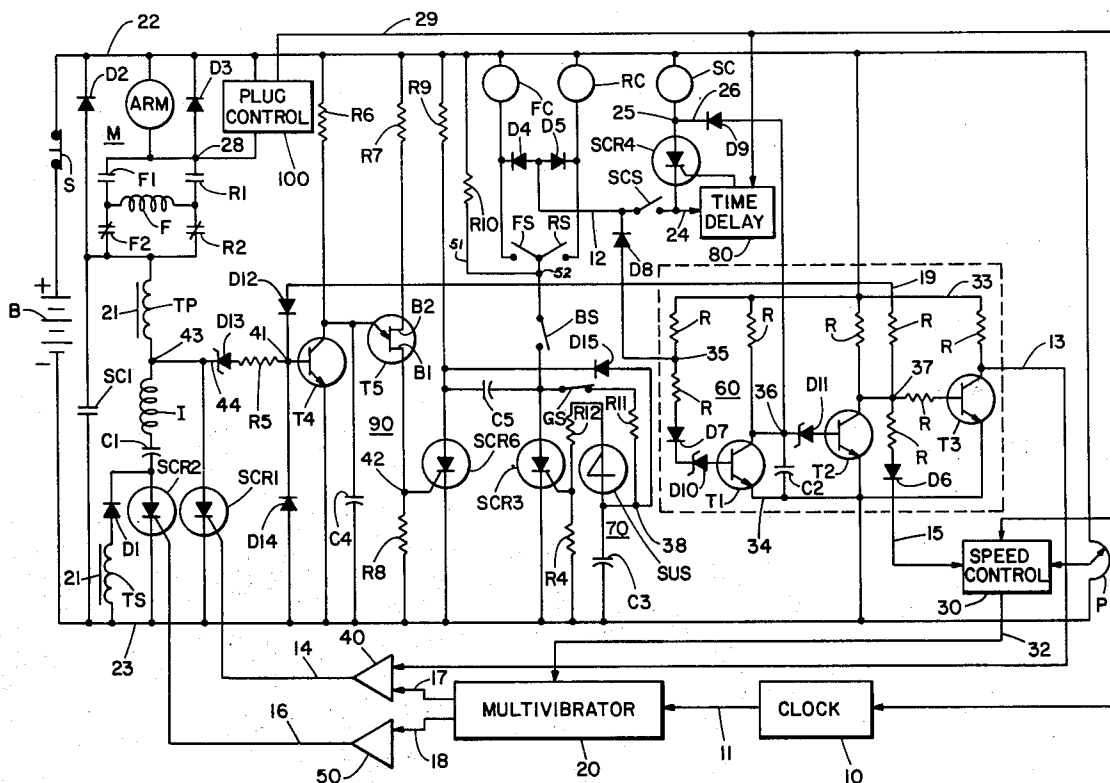 22
29
D2
ARM
D3
PLUG CONTROL
R6
R9
FC
RC
SC
25
26
M
28
100
R7
D4
D5
SCR4
D9
S
F1
R1
R10
SCS
TIME DELAY
F
F2
R2
FS
RS
12
24
80
51
52
D8
D12
19
33
B
+
−
21
TP
D13
41
B2
B1
BS
D15
R
R
R
R
R
35
13
43
44
R5
T4
T5
60
36
D11
37
SC1
I
C1
90
C5
GS
R12
R11
R
R
R
D7
T3
SCR2
SCR1
42
SCR6
SCR3
D10
T1
C2
T2
D6
D1
D14
C4
R8
70
38
34
15
21
TS
R4
SUS
C3
SPEED CONTROL
30
P
23
32
14
40
17
16
18
50
MULTIVIBRATOR
20
11
CLOCK
10